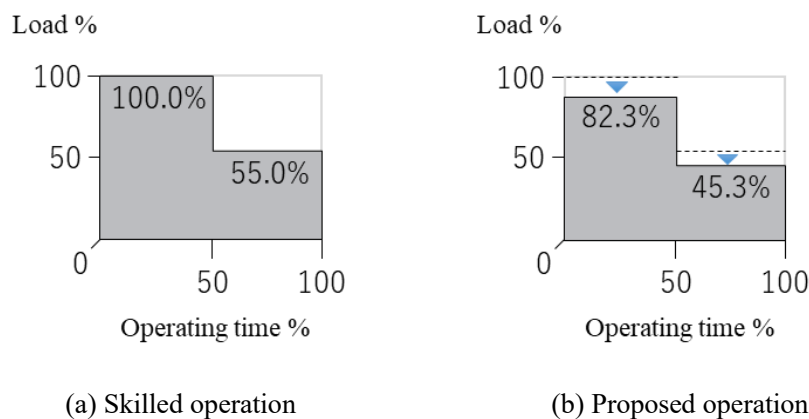 Load %
100
100.0%
50
55.0%
0
50
100
Operating time %
(a) Skilled operation
Load %
100
82.3%
50
45.3%
0
50
100
Operating time %
(b) Proposed operation